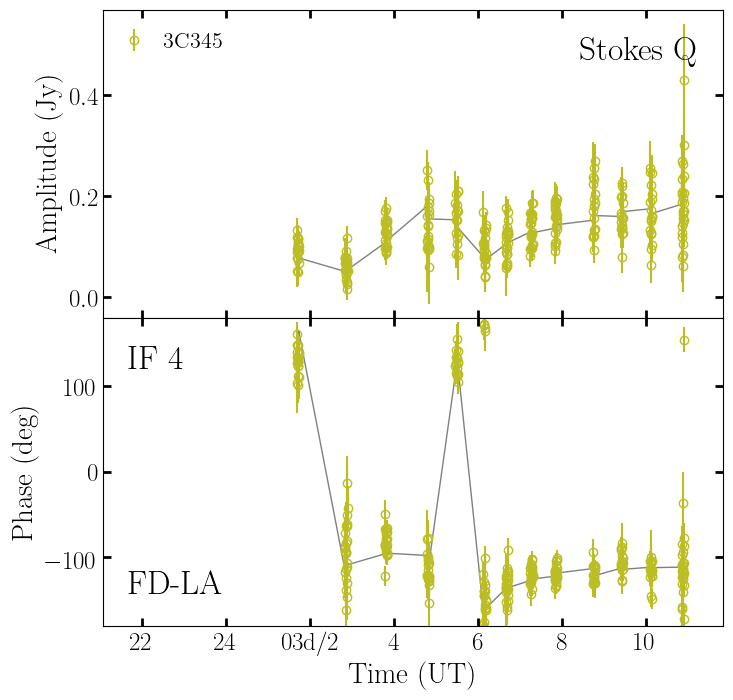 3C345
Stokes Q
Amplitude (Jy)
0.4
0.2
0.0
IF 4
Phase (deg)
100
0
−100
FD-LA
22 24 03d/2 4 6 8 10
Time (UT)